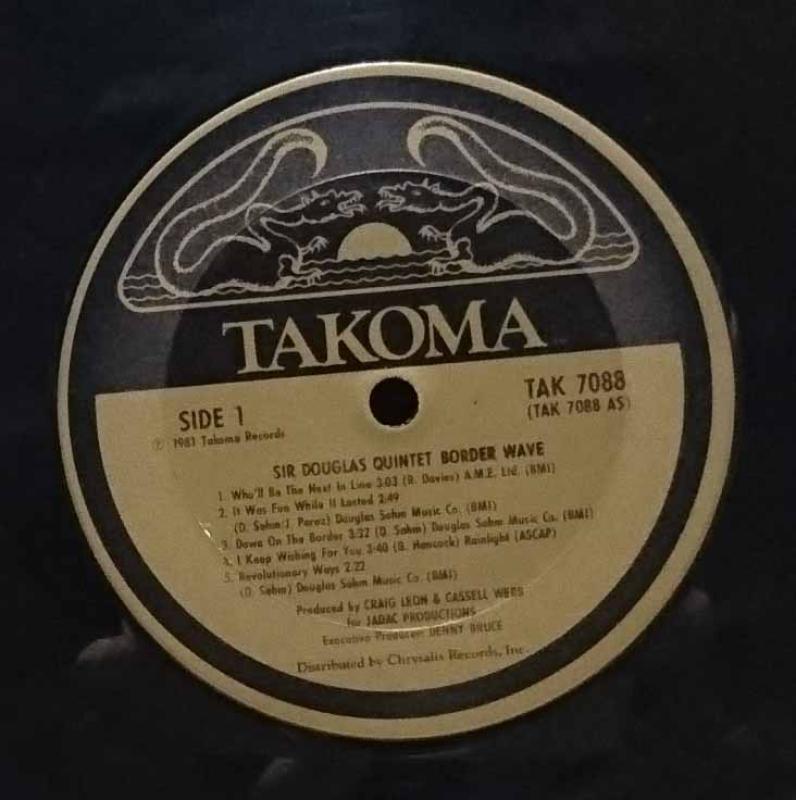 TAKOMA
SIDE 1
℗ 1981 Takoma Records
TAK 7088
(TAK 7088 AS)
SIR DOUGLAS QUINTET BORDER WAVE
1. Who'll Be The Next In Line 3:03 (R. Davies) A.M.E. Ltd. (BMI)
2. It Was Fun While It Lasted 2:49
(D. Sahm/J. Perez) Douglas Sahm Music Co. (BMI)
3. Down On The Border 3:22 (D. Sahm) Douglas Sahm Music Co. (BMI)
4. I Keep Wishing For You 3:40 (B. Hancock) Rainlight (ASCAP)
5. Revolutionary Ways 2:22
(D. Sahm) Douglas Sahm Music Co. (BMI)
Produced by CRAIG LEON & CASSELL WEBB
for JADAC PRODUCTIONS
Executive Producer: DENNY BRUCE
Distributed by Chrysalis Records, Inc.